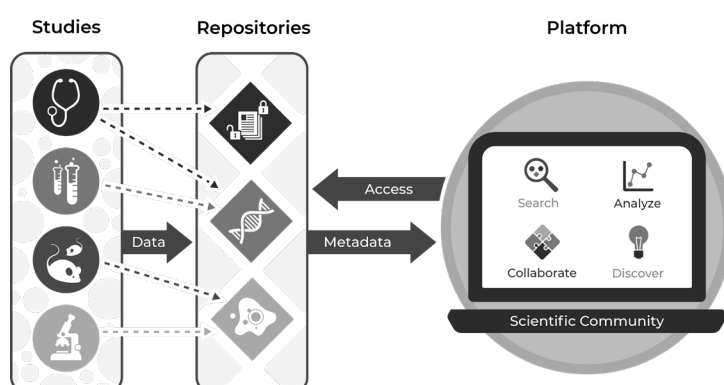 Studies
Repositories
Platform
Data
Access
Metadata
Search
Analyze
Collaborate
Discover
Scientific Community